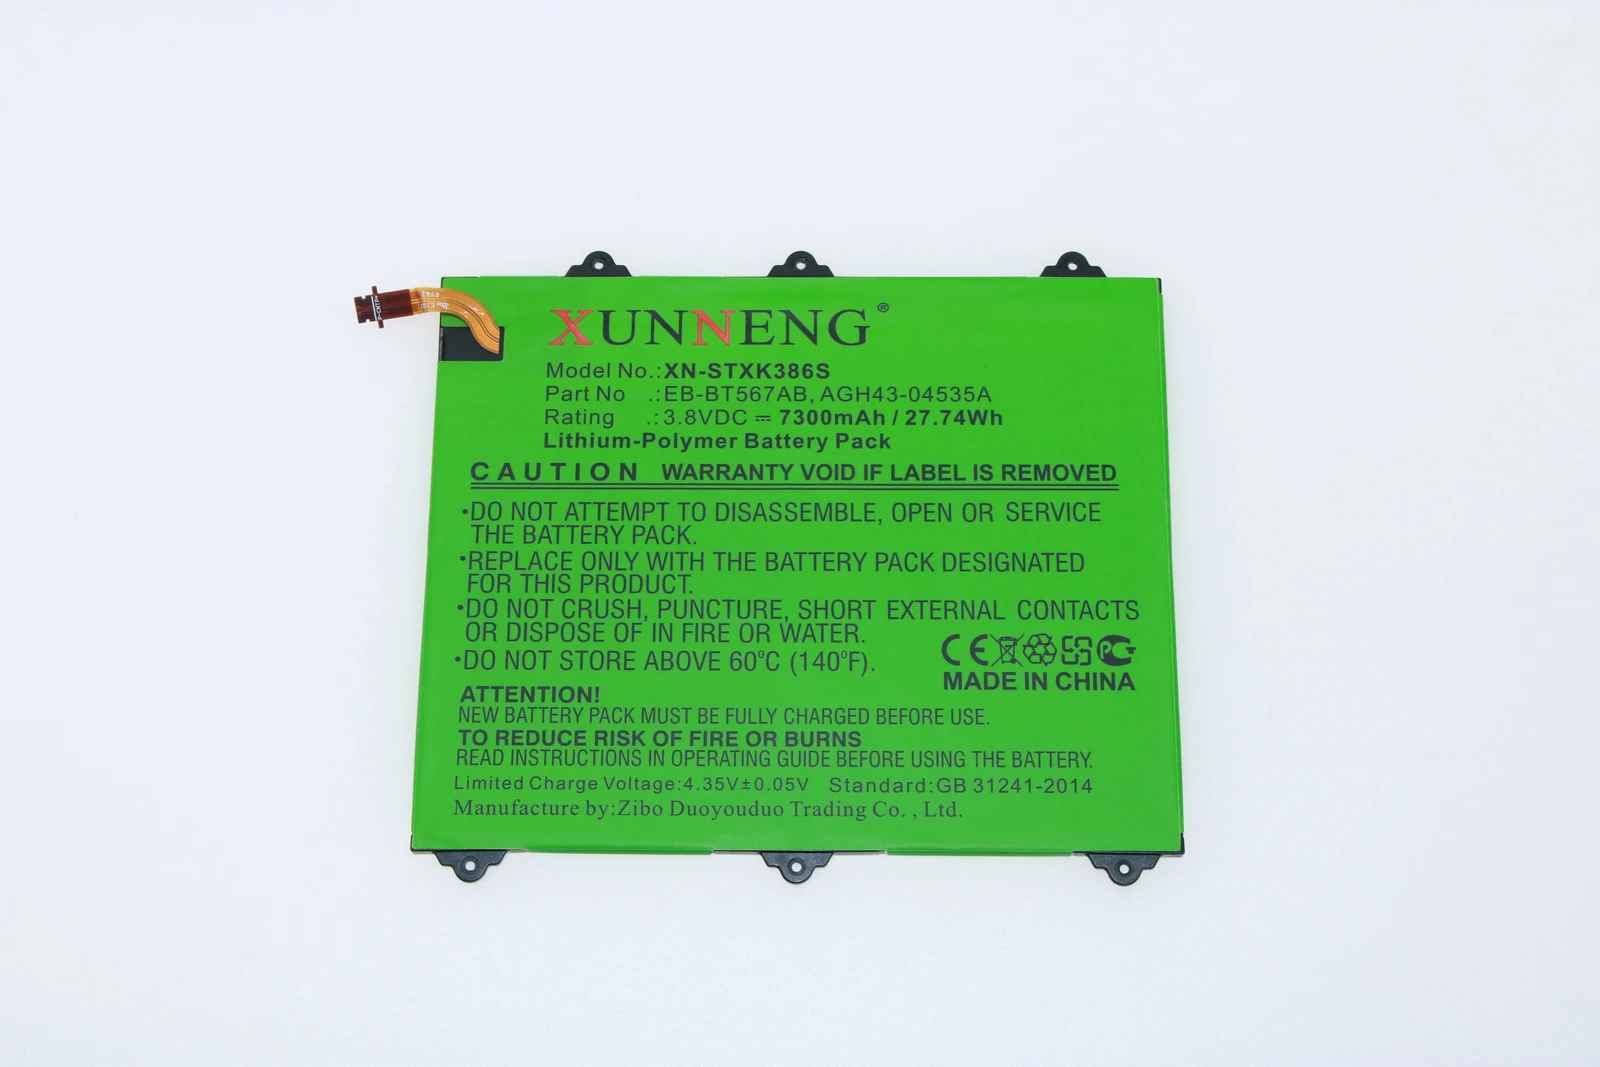 XUNNENG®
Model No.:XN-STXK386S
Part No .:EB-BT567AB, AGH43-04535A
Rating .:3.8VDC ⎓ 7300mAh / 27.74Wh
Lithium-Polymer Battery Pack
CAUTION WARRANTY VOID IF LABEL IS REMOVED
•DO NOT ATTEMPT TO DISASSEMBLE, OPEN OR SERVICE
THE BATTERY PACK.
•REPLACE ONLY WITH THE BATTERY PACK DESIGNATED
FOR THIS PRODUCT.
•DO NOT CRUSH, PUNCTURE, SHORT EXTERNAL CONTACTS
OR DISPOSE OF IN FIRE OR WATER.
•DO NOT STORE ABOVE 60°C (140°F).
CE
MADE IN CHINA
ATTENTION!
NEW BATTERY PACK MUST BE FULLY CHARGED BEFORE USE.
TO REDUCE RISK OF FIRE OR BURNS
READ INSTRUCTIONS IN OPERATING GUIDE BEFORE USING THE BATTERY.
Limited Charge Voltage:4.35V±0.05V Standard:GB 31241-2014
Manufacture by:Zibo Duoyouduo Trading Co. , Ltd.